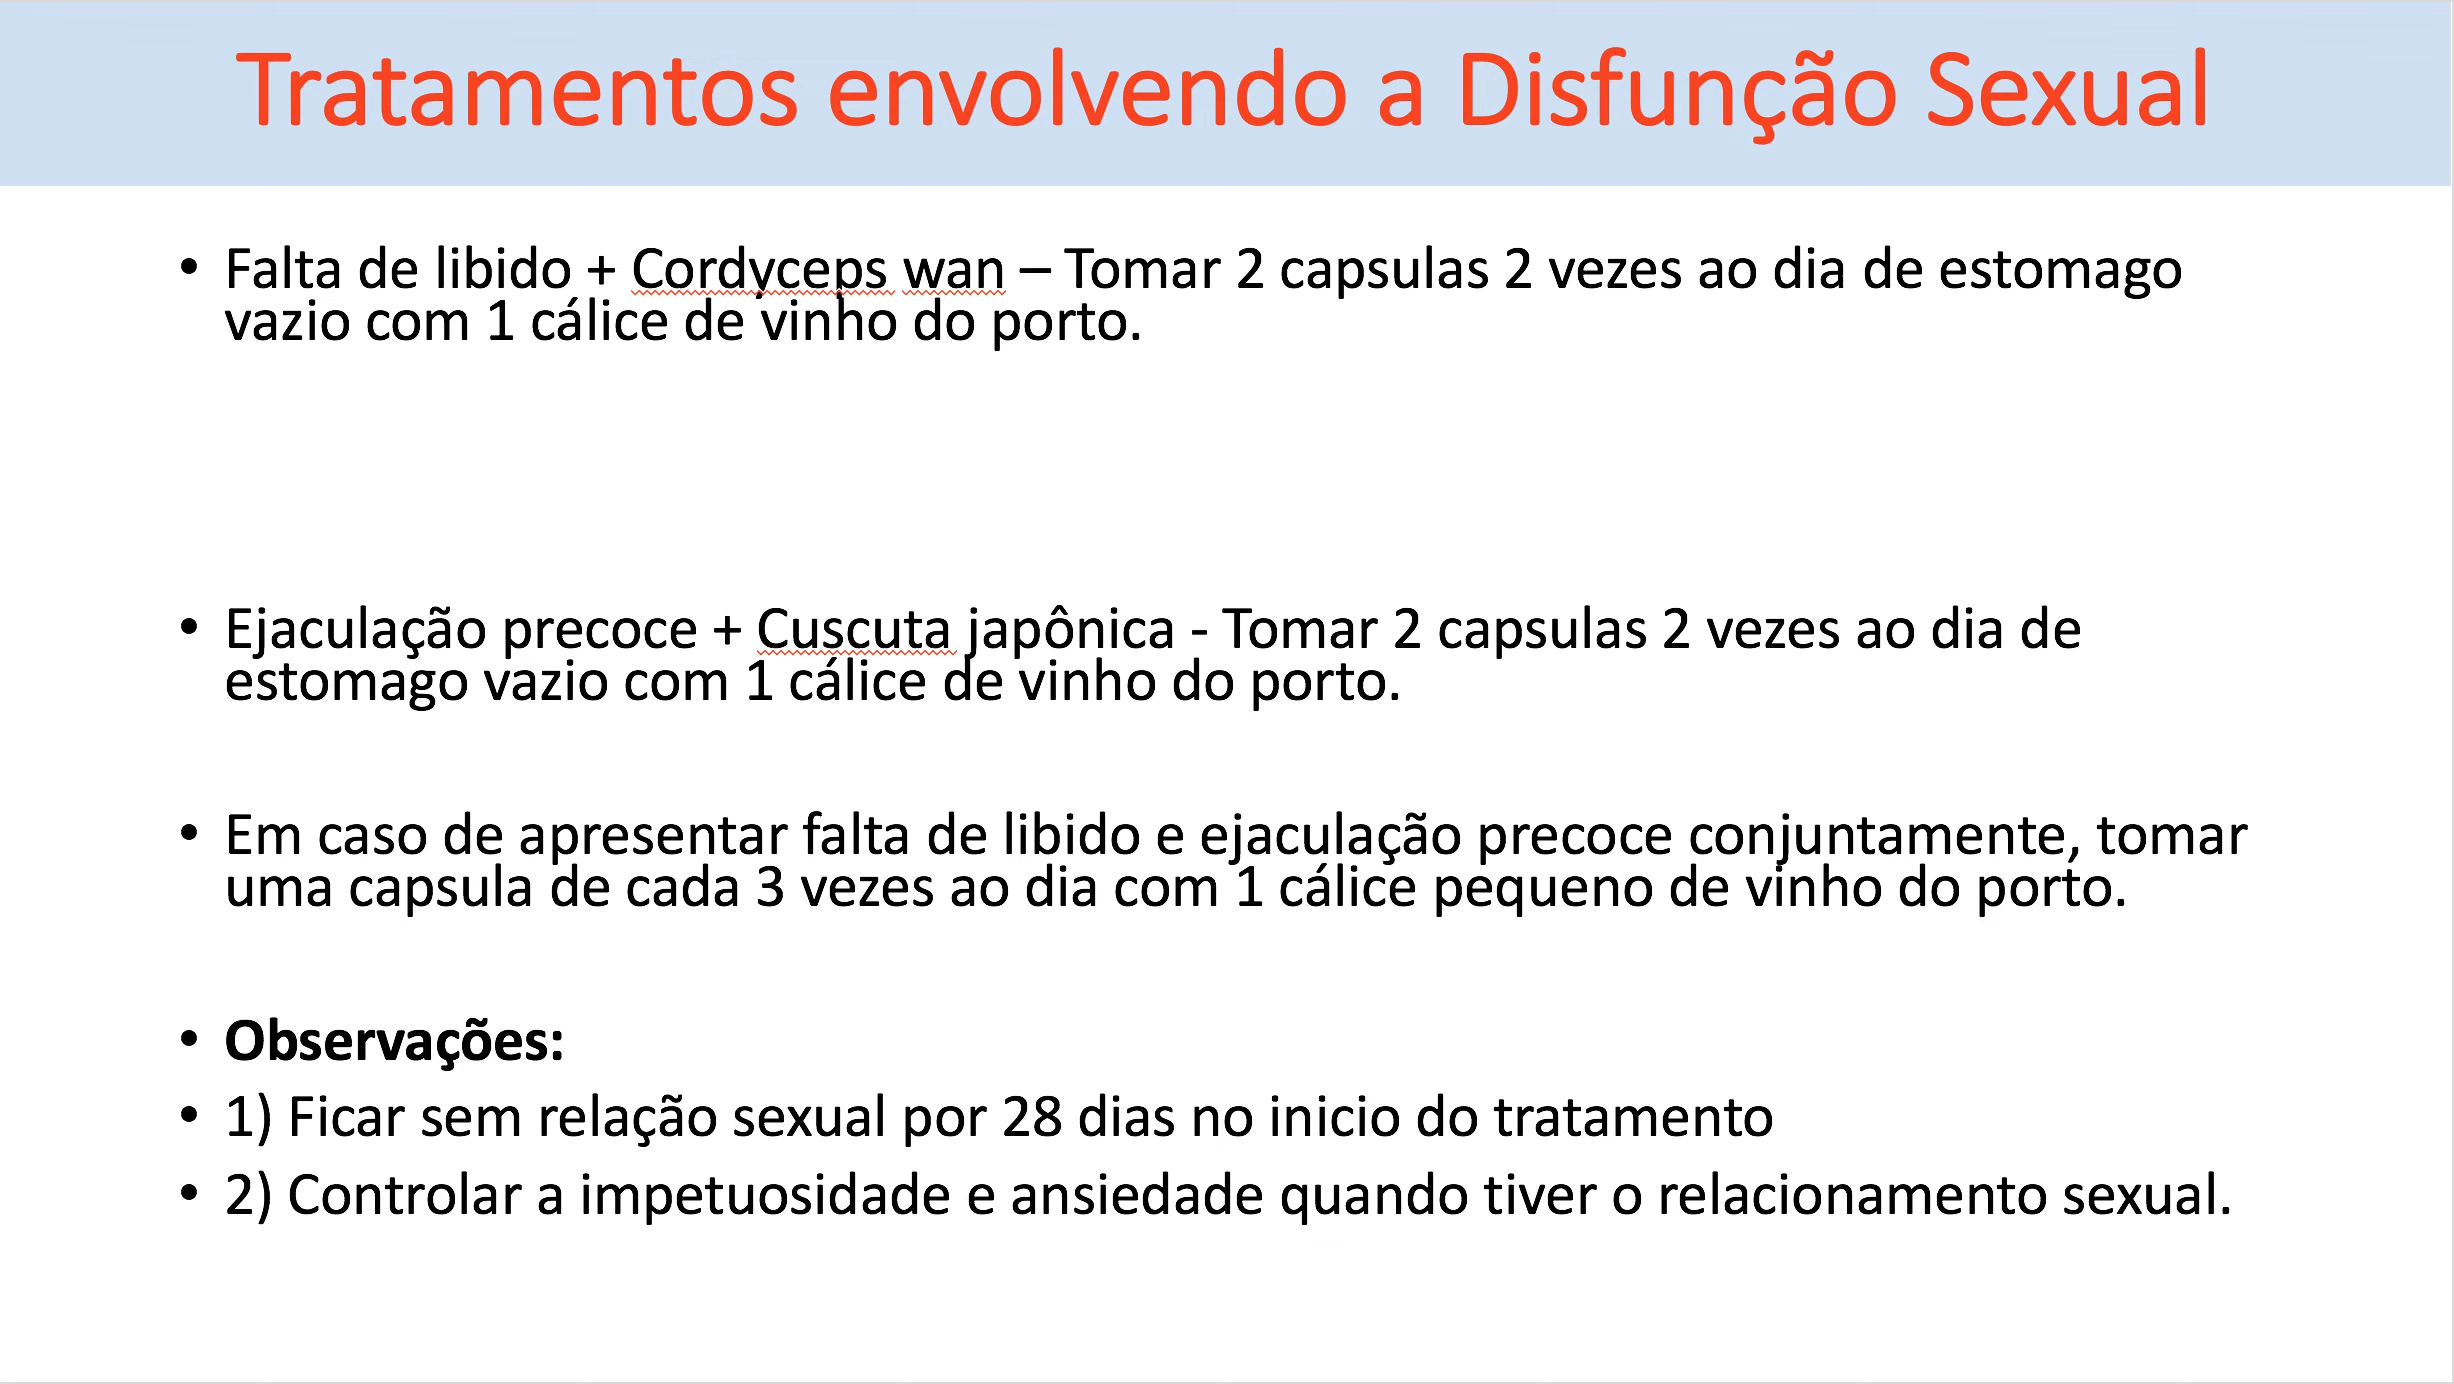 Tratamentos envolvendo a Disfunção Sexual
• Falta de libido + Cordyceps wan – Tomar 2 capsulas 2 vezes ao dia de estomago
vazio com 1 cálice de vinho do porto.
• Ejaculação precoce + Cuscuta japônica - Tomar 2 capsulas 2 vezes ao dia de
estomago vazio com 1 cálice de vinho do porto.
• Em caso de apresentar falta de libido e ejaculação precoce conjuntamente, tomar
uma capsula de cada 3 vezes ao dia com 1 cálice pequeno de vinho do porto.
• Observações:
• 1) Ficar sem relação sexual por 28 dias no inicio do tratamento
• 2) Controlar a impetuosidade e ansiedade quando tiver o relacionamento sexual.